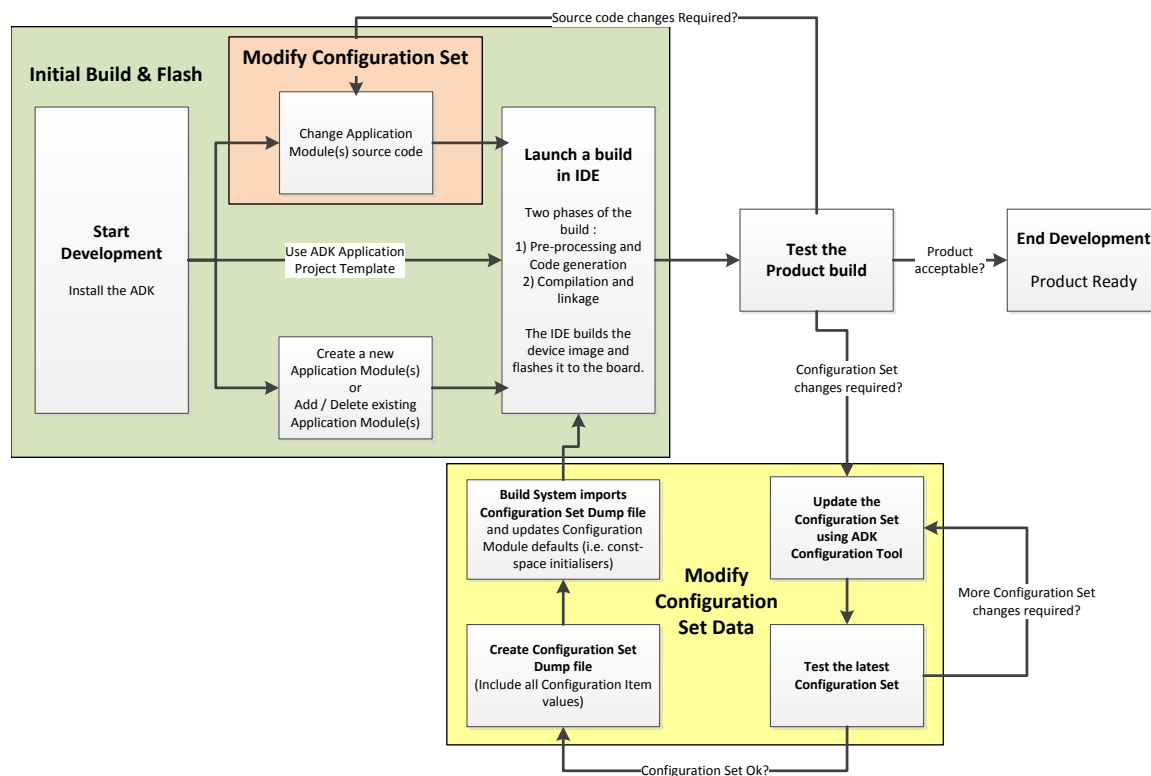 Source code changes Required?
Initial Build & Flash
Modify Configuration Set
Change Application
Module(s) source code
Start
Development
Install the ADK
Use ADK Application
Project Template
Create a new
Application Module(s)
or
Add / Delete existing
Application Module(s)
Launch a build
in IDE
Two phases of the
build :
1) Pre-processing and
Code generation
2) Compilation and
linkage
The IDE builds the
device image and
flashes it to the board.
Test the
Product build
Product
acceptable?
End Development
Product Ready
Configuration Set
changes required?
Build System imports
Configuration Set Dump file
and updates Configuration
Module defaults (i.e. const-
space initialisers)
Update the
Configuration Set
using ADK
Configuration Tool
Modify
Configuration
Set Data
More Configuration Set
changes required?
Create Configuration Set
Dump file
(Include all Configuration Item
values)
Test the latest
Configuration Set
Configuration Set Ok?